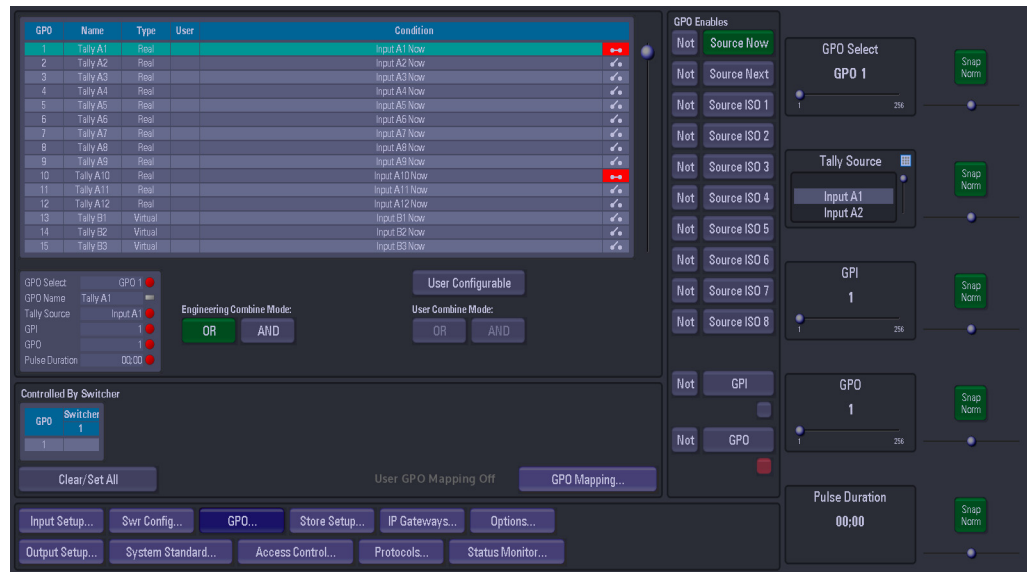 GPO Name Type User Condition
1 Tally A1 Real Input A1 Now
2 Tally A2 Real Input A2 Now
3 Tally A3 Real Input A3 Now
4 Tally A4 Real Input A4 Now
5 Tally A5 Real Input A5 Now
6 Tally A6 Real Input A6 Now
7 Tally A7 Real Input A7 Now
8 Tally A8 Real Input A8 Now
9 Tally A9 Real Input A9 Now
10 Tally A10 Real Input A10 Now
11 Tally A11 Real Input A11 Now
12 Tally A12 Real Input A12 Now
13 Tally B1 Virtual Input B1 Now
14 Tally B2 Virtual Input B2 Now
15 Tally B3 Virtual Input B3 Now
GPO Select GPO 1
GPO Name Tally A1
Tally Source Input A1
GPI 1
GPO 1
Pulse Duration 00;00
Engineering Combine Mode:
OR AND
User Configurable
User Combine Mode:
OR AND
Controlled By Switcher
GPO Switcher 1
1
Clear/Set All
User GPO Mapping Off
GPO Mapping...
Input Setup... Swr Config... GPO... Store Setup... IP Gateways... Options...
Output Setup... System Standard... Access Control... Protocols... Status Monitor...
GPO Enables
Not Source Now
Not Source Next
Not Source ISO 1
Not Source ISO 2
Not Source ISO 3
Not Source ISO 4
Not Source ISO 5
Not Source ISO 6
Not Source ISO 7
Not Source ISO 8
Not GPI
Not GPO
GPO Select
GPO 1
1 256
Snap Norm
Tally Source
Input A1
Input A2
Snap Norm
GPI
1
1 256
Snap Norm
GPO
1
1 256
Snap Norm
Pulse Duration
00;00
Snap Norm